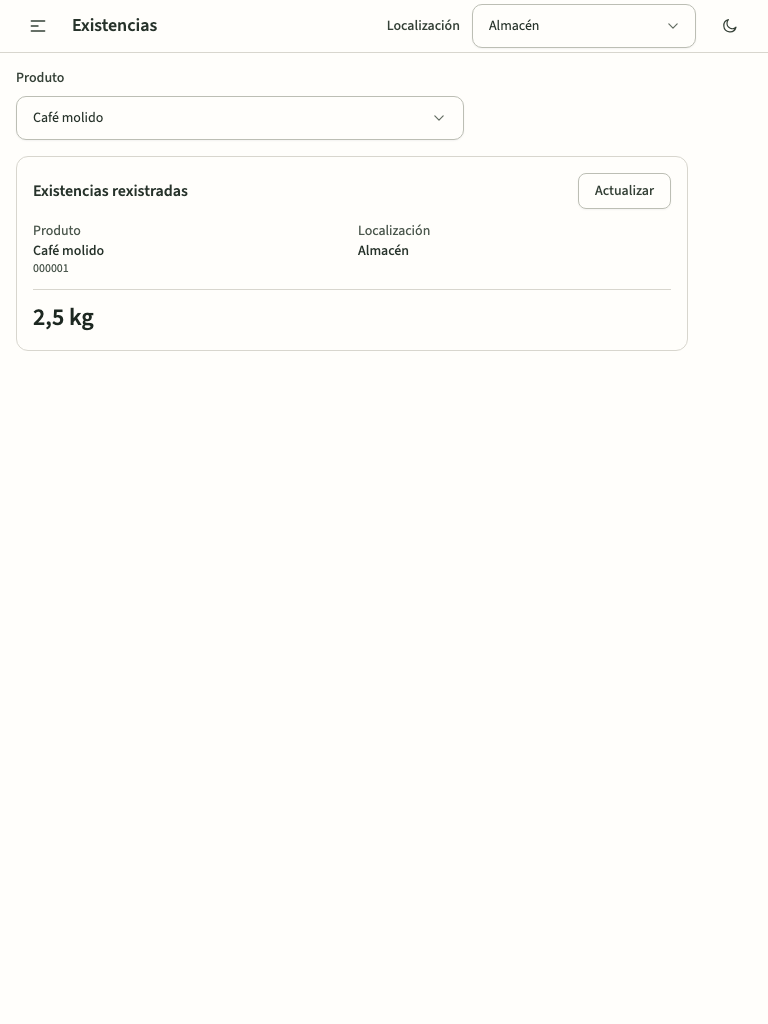 Existencias
Localización
Almacén
Produto
Café molido
Existencias rexistradas
Actualizar
Produto
Café molido
000001
Localización
Almacén
2,5 kg